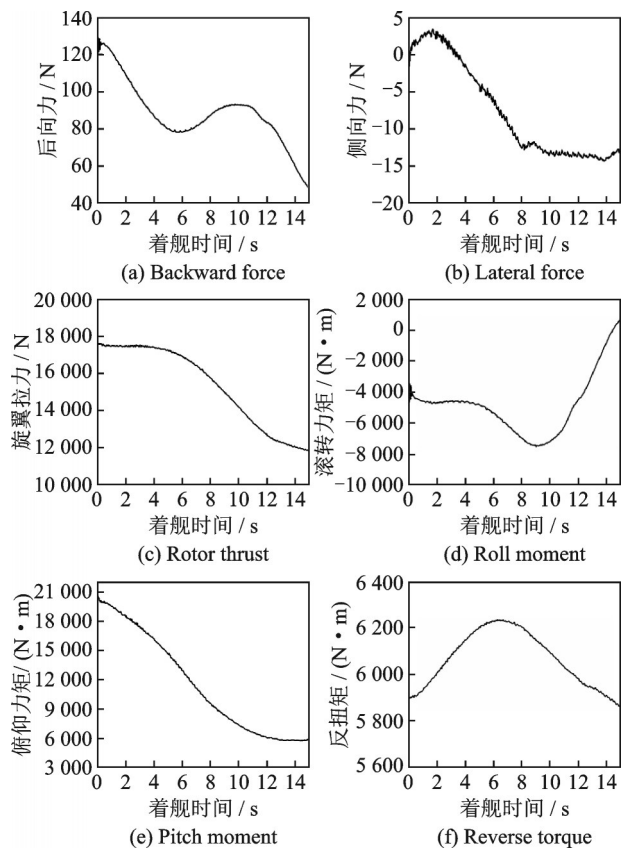 140
120
100
80
60
40
后向力 / N
0 2 4 6 8 10 12 14
着舰时间 / s
(a) Backward force
5
0
−5
−10
−15
−20
侧向力 / N
0 2 4 6 8 10 12 14
着舰时间 / s
(b) Lateral force
20 000
18 000
16 000
14 000
12 000
10 000
旋翼拉力 / N
0 2 4 6 8 10 12 14
着舰时间 / s
(c) Rotor thrust
2 000
0
−2 000
−4 000
−6 000
−8 000
−10 000
滚转力矩 / (N·m)
0 2 4 6 8 10 12 14
着舰时间 / s
(d) Roll moment
21 000
18 000
15 000
12 000
9 000
6 000
3 000
俯仰力矩/ (N·m)
0 2 4 6 8 10 12 14
着舰时间 / s
(e) Pitch moment
6 400
6 200
6 000
5 800
5 600
反扭矩 / (N·m)
0 2 4 6 8 10 12 14
着舰时间 / s
(f) Reverse torque